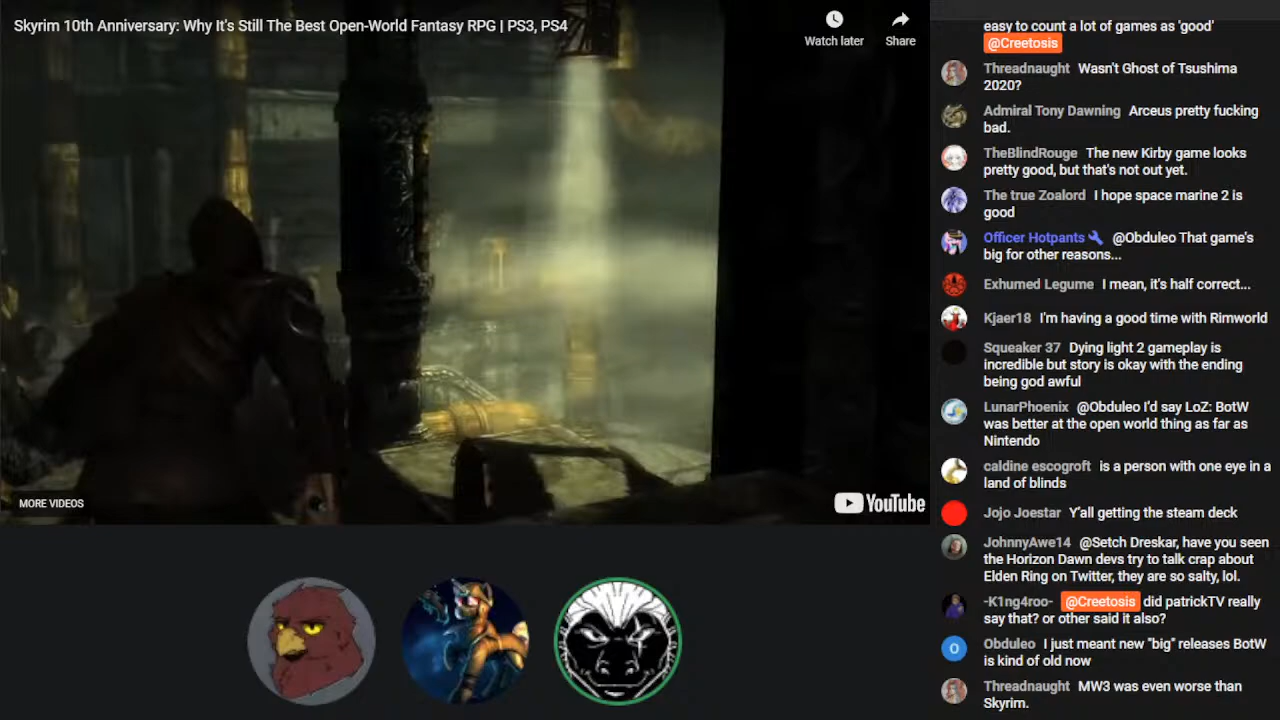 Skyrim 10th Anniversary: Why It's Still The Best Open-World Fantasy RPG | PS3, PS4
Watch later
Share
MORE VIDEOS
YouTube
easy to count a lot of games as 'good'
@Creetosis
Threadnaught Wasn't Ghost of Tsushima
2020?
Admiral Tony Dawning Arceus pretty fucking
bad.
TheBlindRouge The new Kirby game looks
pretty good, but that's not out yet.
The true Zoalord I hope space marine 2 is
good
Officer Hotpants @Obduleo That game's
big for other reasons...
Exhumed Legume I mean, it's half correct...
Kjaer18 I'm having a good time with Rimworld
Squeaker 37 Dying light 2 gameplay is
incredible but story is okay with the ending
being god awful
LunarPhoenix @Obduleo I'd say LoZ: BotW
was better at the open world thing as far as
Nintendo
caldine escogroft is a person with one eye in a
land of blinds
Jojo Joestar Y'all getting the steam deck
JohnnyAwe14 @Setch Dreskar, have you seen
the Horizon Dawn devs try to talk crap about
Elden Ring on Twitter, they are so salty, lol.
-K1ng4roo- @Creetosis did patrickTV really
say that? or other said it also?
O
Obduleo I just meant new "big" releases BotW
is kind of old now
Threadnaught MW3 was even worse than
Skyrim.